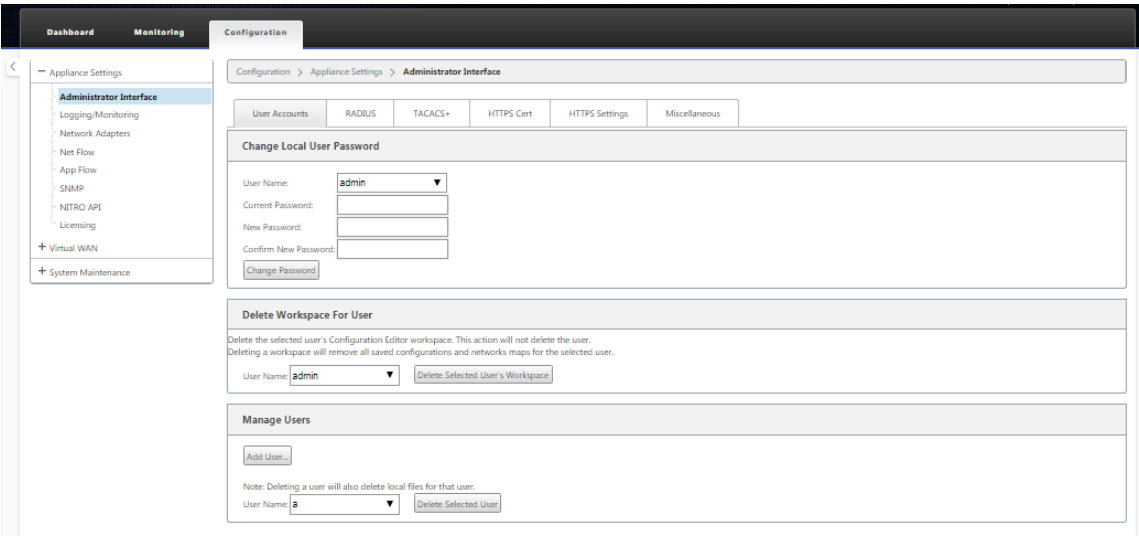 Dashboard Monitoring Configuration
Appliance Settings
Administrator Interface
Logging/Monitoring
Network Adapters
Net Flow
App Flow
SNMP
NITRO API
Licensing
Virtual WAN
System Maintenance
Configuration > Appliance Settings > Administrator Interface
User Accounts RADIUS TACACS+ HTTPS Cert HTTPS Settings Miscellaneous
Change Local User Password
User Name: admin
Current Password:
New Password:
Confirm New Password:
Change Password
Delete Workspace For User
Delete the selected user's Configuration Editor workspace. This action will not delete the user.
Deleting a workspace will remove all saved configurations and networks maps for the selected user.
User Name: admin Delete Selected User's Workspace
Manage Users
Add User...
Note: Deleting a user will also delete local files for that user.
User Name: a Delete Selected User